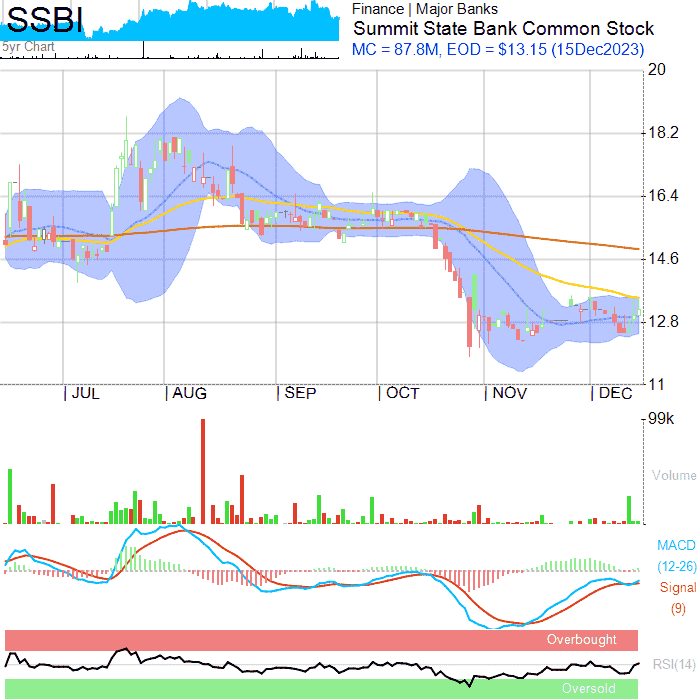 SSBI
5yr Chart
Finance | Major Banks
Summit State Bank Common Stock
MC = 87.8M, EOD = $13.15 (15Dec2023)
20
18.2
16.4
14.6
12.8
11
| JUL | AUG | SEP | OCT | NOV | DEC
99k
Volume
MACD
(12-26)
Signal
(9)
Overbought
RSI(14)
Oversold